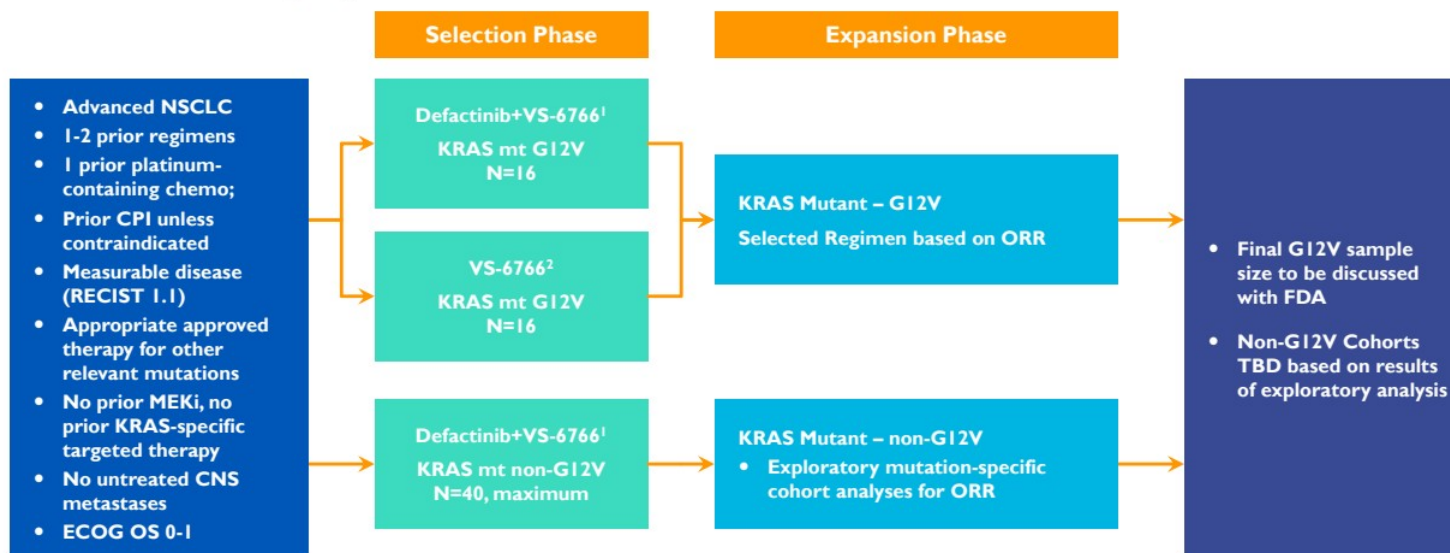 Selection Phase
Expansion Phase
• Advanced NSCLC
• 1-2 prior regimens
• 1 prior platinum-
containing chemo;
• Prior CPI unless
contraindicated
• Measurable disease
(RECIST 1.1)
• Appropriate approved
therapy for other
relevant mutations
• No prior MEKi, no
prior KRAS-specific
targeted therapy
• No untreated CNS
metastases
• ECOG OS 0-1
Defactinib+VS-6766¹
KRAS mt G12V
N=16
VS-6766²
KRAS mt G12V
N=16
Defactinib+VS-6766¹
KRAS mt non-G12V
N=40, maximum
KRAS Mutant – G12V
Selected Regimen based on ORR
KRAS Mutant – non-G12V
• Exploratory mutation-specific
cohort analyses for ORR
• Final G12V sample
size to be discussed
with FDA
• Non-G12V Cohorts
TBD based on results
of exploratory analysis